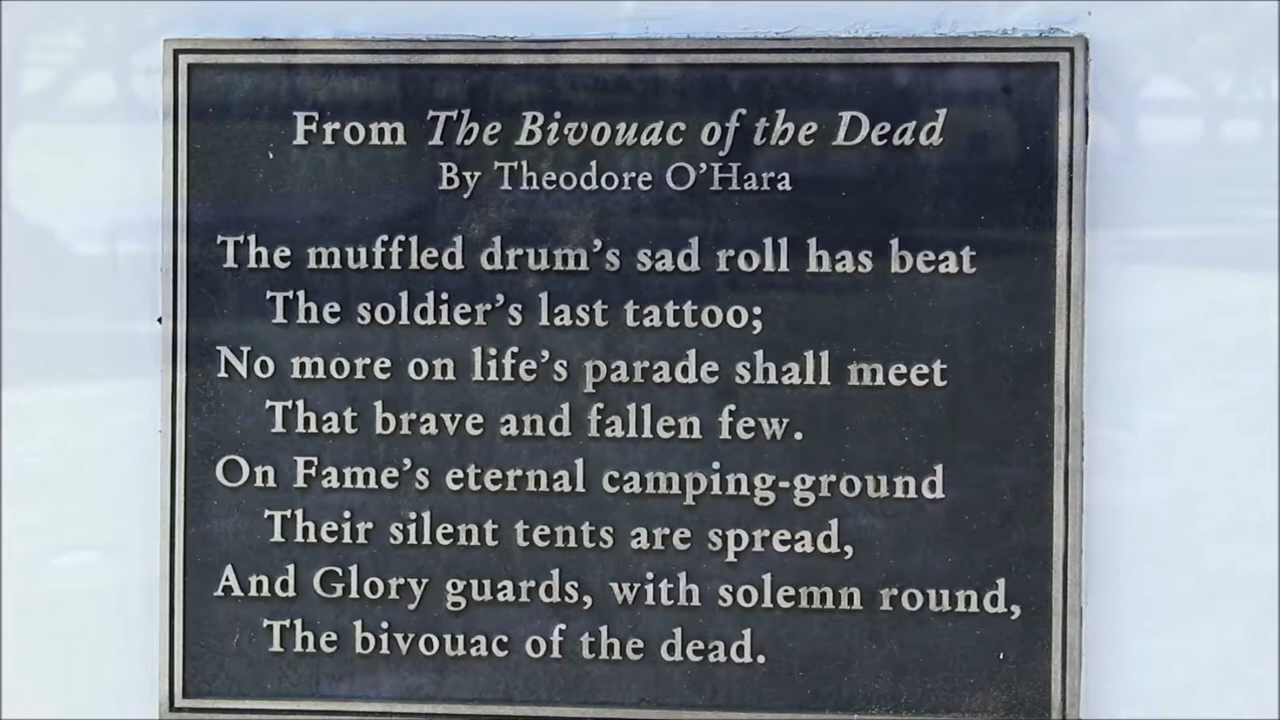 From The Bivouac of the Dead
By Theodore O'Hara
The muffled drum's sad roll has beat
The soldier's last tattoo;
No more on life's parade shall meet
That brave and fallen few.
On Fame's eternal camping-ground
Their silent tents are spread,
And Glory guards, with solemn round,
The bivouac of the dead.